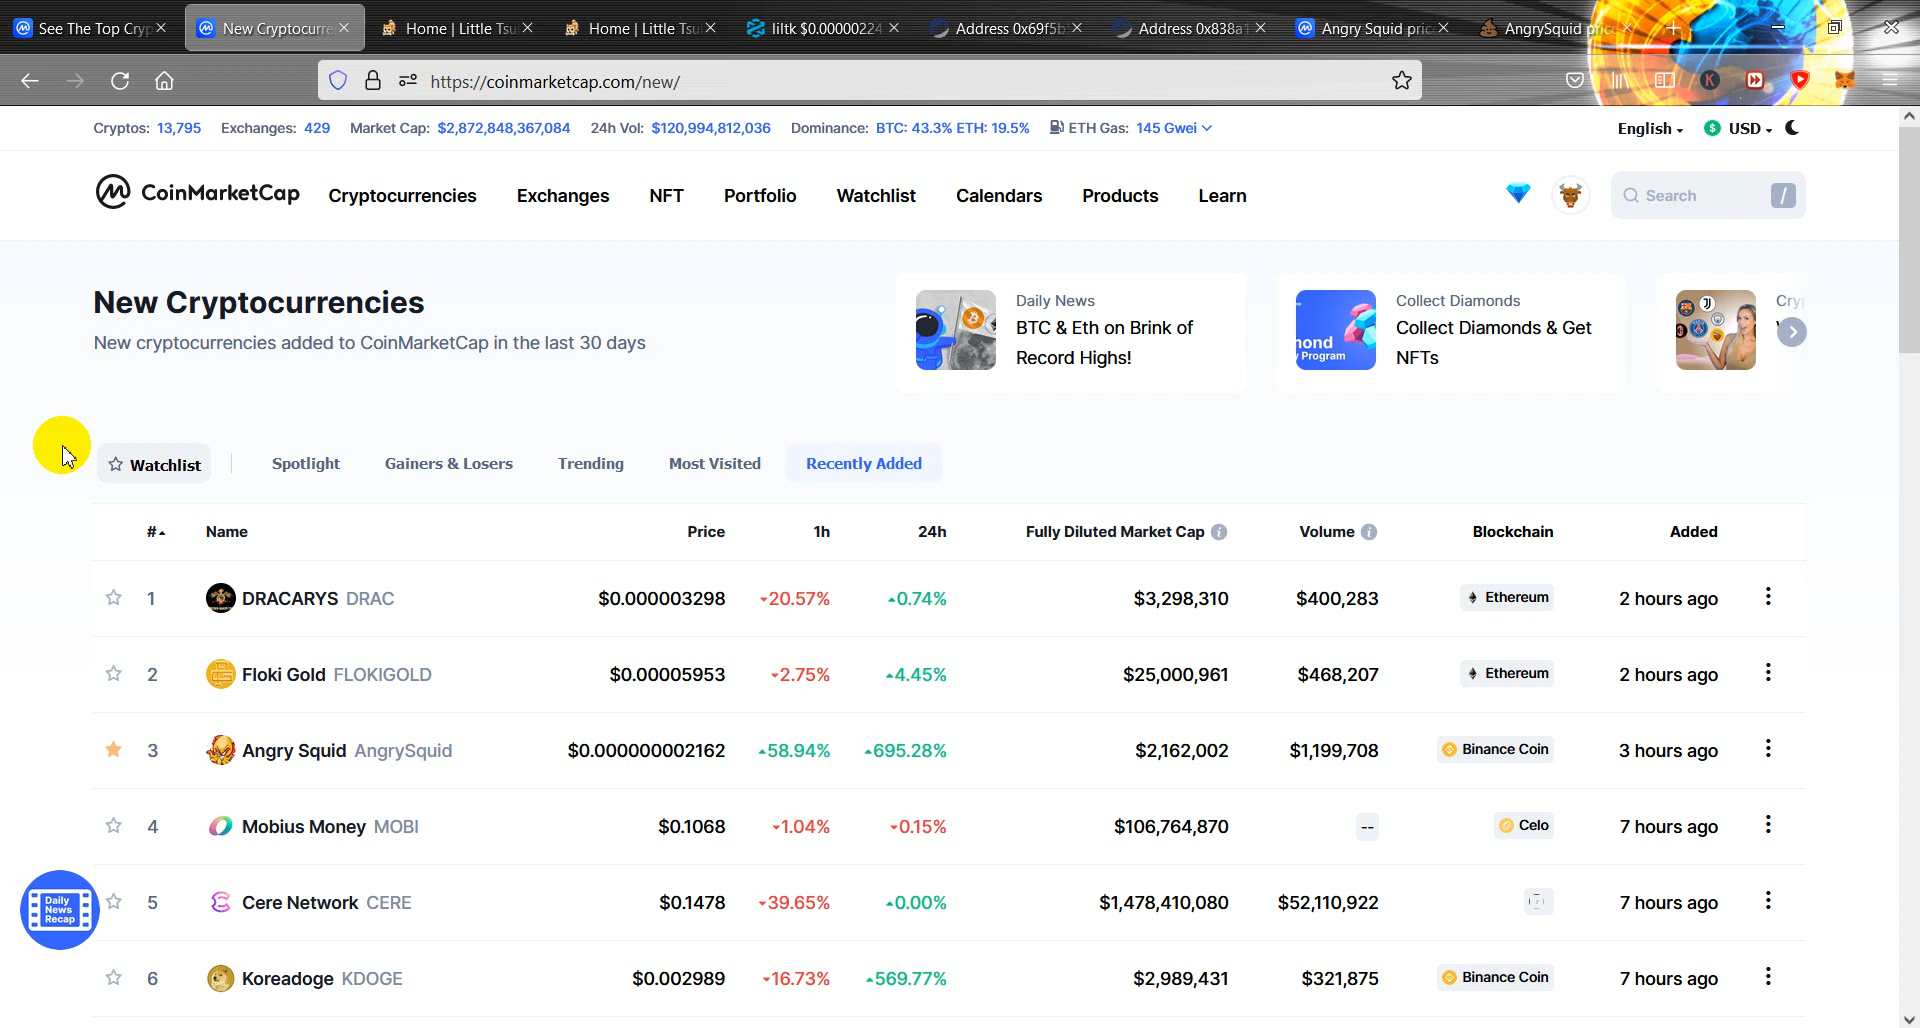 See The Top Cryp
New Cryptocurre
Home | Little Tsu
Home | Little Tsu
liltk $0.00000224
Address 0x69f5b
Address 0x838a1
Angry Squid pric
AngrySquid pric
https://coinmarketcap.com/new/
Cryptos: 13,795 Exchanges: 429 Market Cap: $2,872,848,367,084 24h Vol: $120,994,812,036 Dominance: BTC: 43.3% ETH: 19.5% ETH Gas: 145 Gwei
English $ USD
CoinMarketCap Cryptocurrencies Exchanges NFT Portfolio Watchlist Calendars Products Learn Search /
New Cryptocurrencies
New cryptocurrencies added to CoinMarketCap in the last 30 days
Daily News
BTC & Eth on Brink of
Record Highs!
mond
Program
Collect Diamonds
Collect Diamonds & Get
NFTs
Watchlist Spotlight Gainers & Losers Trending Most Visited Recently Added
# Name Price 1h 24h Fully Diluted Market Cap Volume Blockchain Added
1 DRACARYS DRAC $0.000003298 20.57% 0.74% $3,298,310 $400,283 Ethereum 2 hours ago
2 Floki Gold FLOKIGOLD $0.00005953 2.75% 4.45% $25,000,961 $468,207 Ethereum 2 hours ago
3 Angry Squid AngrySquid $0.000000002162 58.94% 695.28% $2,162,002 $1,199,708 Binance Coin 3 hours ago
4 Mobius Money MOBI $0.1068 1.04% 0.15% $106,764,870 -- Celo 7 hours ago
5 Cere Network CERE $0.1478 39.65% 0.00% $1,478,410,080 $52,110,922 7 hours ago
6 Koreadoge KDOGE $0.002989 16.73% 569.77% $2,989,431 $321,875 Binance Coin 7 hours ago
Daily
News
Recap